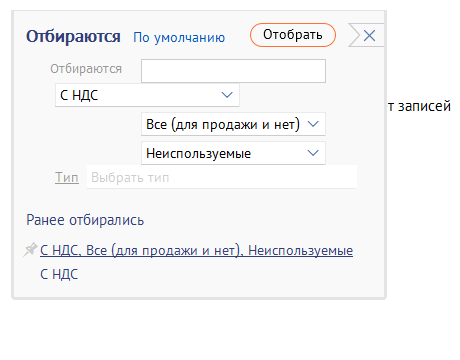 Отбираются По умолчанию Отобрать
Отбираются
С НДС
т записей
Все (для продажи и нет)
Неиспользуемые
Тип Выбрать тип
Ранее отбирались
С НДС, Все (для продажи и нет), Неиспользуемые
С НДС